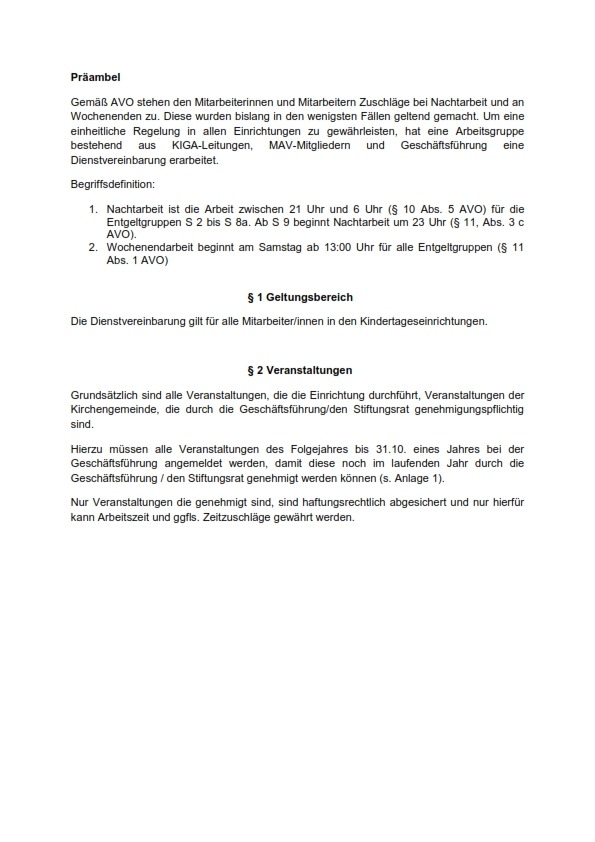 Präambel
Gemäß AVO stehen den Mitarbeiterinnen und Mitarbeitern Zuschläge bei Nachtarbeit und an
Wochenenden zu. Diese wurden bislang in den wenigsten Fällen geltend gemacht. Um eine
einheitliche Regelung in allen Einrichtungen zu gewährleisten, hat eine Arbeitsgruppe
bestehend aus KIGA-Leitungen, MAV-Mitgliedern und Geschäftsführung eine
Dienstvereinbarung erarbeitet.
Begriffsdefinition:
1. Nachtarbeit ist die Arbeit zwischen 21 Uhr und 6 Uhr (§ 10 Abs. 5 AVO) für die
Entgeltgruppen S 2 bis S 8a. Ab S 9 beginnt Nachtarbeit um 23 Uhr (§ 11, Abs. 3 c
AVO).
2. Wochenendarbeit beginnt am Samstag ab 13:00 Uhr für alle Entgeltgruppen (§ 11
Abs. 1 AVO)
§ 1 Geltungsbereich
Die Dienstvereinbarung gilt für alle Mitarbeiter/innen in den Kindertageseinrichtungen.
§ 2 Veranstaltungen
Grundsätzlich sind alle Veranstaltungen, die die Einrichtung durchführt, Veranstaltungen der
Kirchengemeinde, die durch die Geschäftsführung/den Stiftungsrat genehmigungspflichtig
sind.
Hierzu müssen alle Veranstaltungen des Folgejahres bis 31.10. eines Jahres bei der
Geschäftsführung angemeldet werden, damit diese noch im laufenden Jahr durch die
Geschäftsführung / den Stiftungsrat genehmigt werden können (s. Anlage 1).
Nur Veranstaltungen die genehmigt sind, sind haftungsrechtlich abgesichert und nur hierfür
kann Arbeitszeit und ggfls. Zeitzuschläge gewährt werden.